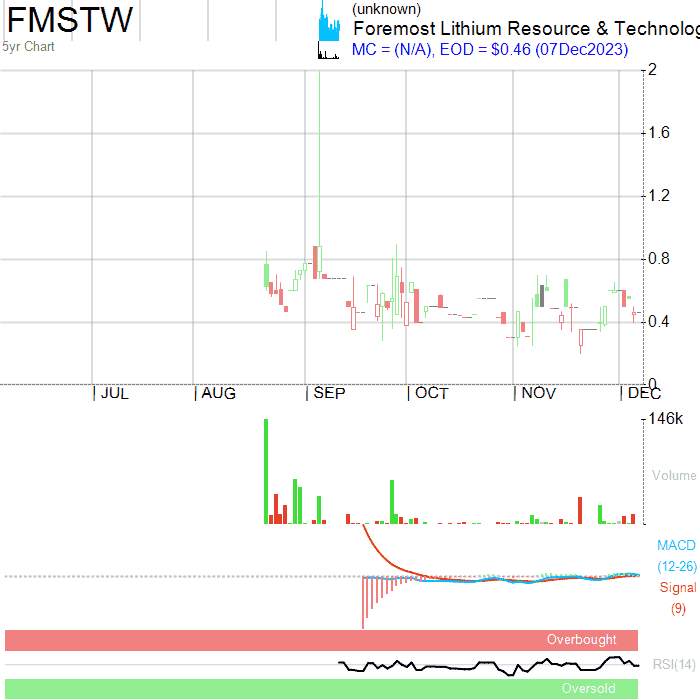 FMSTW
5yr Chart
(unknown)
Foremost Lithium Resource & Technolog
MC = (N/A), EOD = $0.46 (07Dec2023)
2
1.6
1.2
0.8
0.4
0
JUL
AUG
SEP
OCT
NOV
DEC
146k
Volume
MACD
(12-26)
Signal
(9)
Overbought
RSI(14)
Oversold